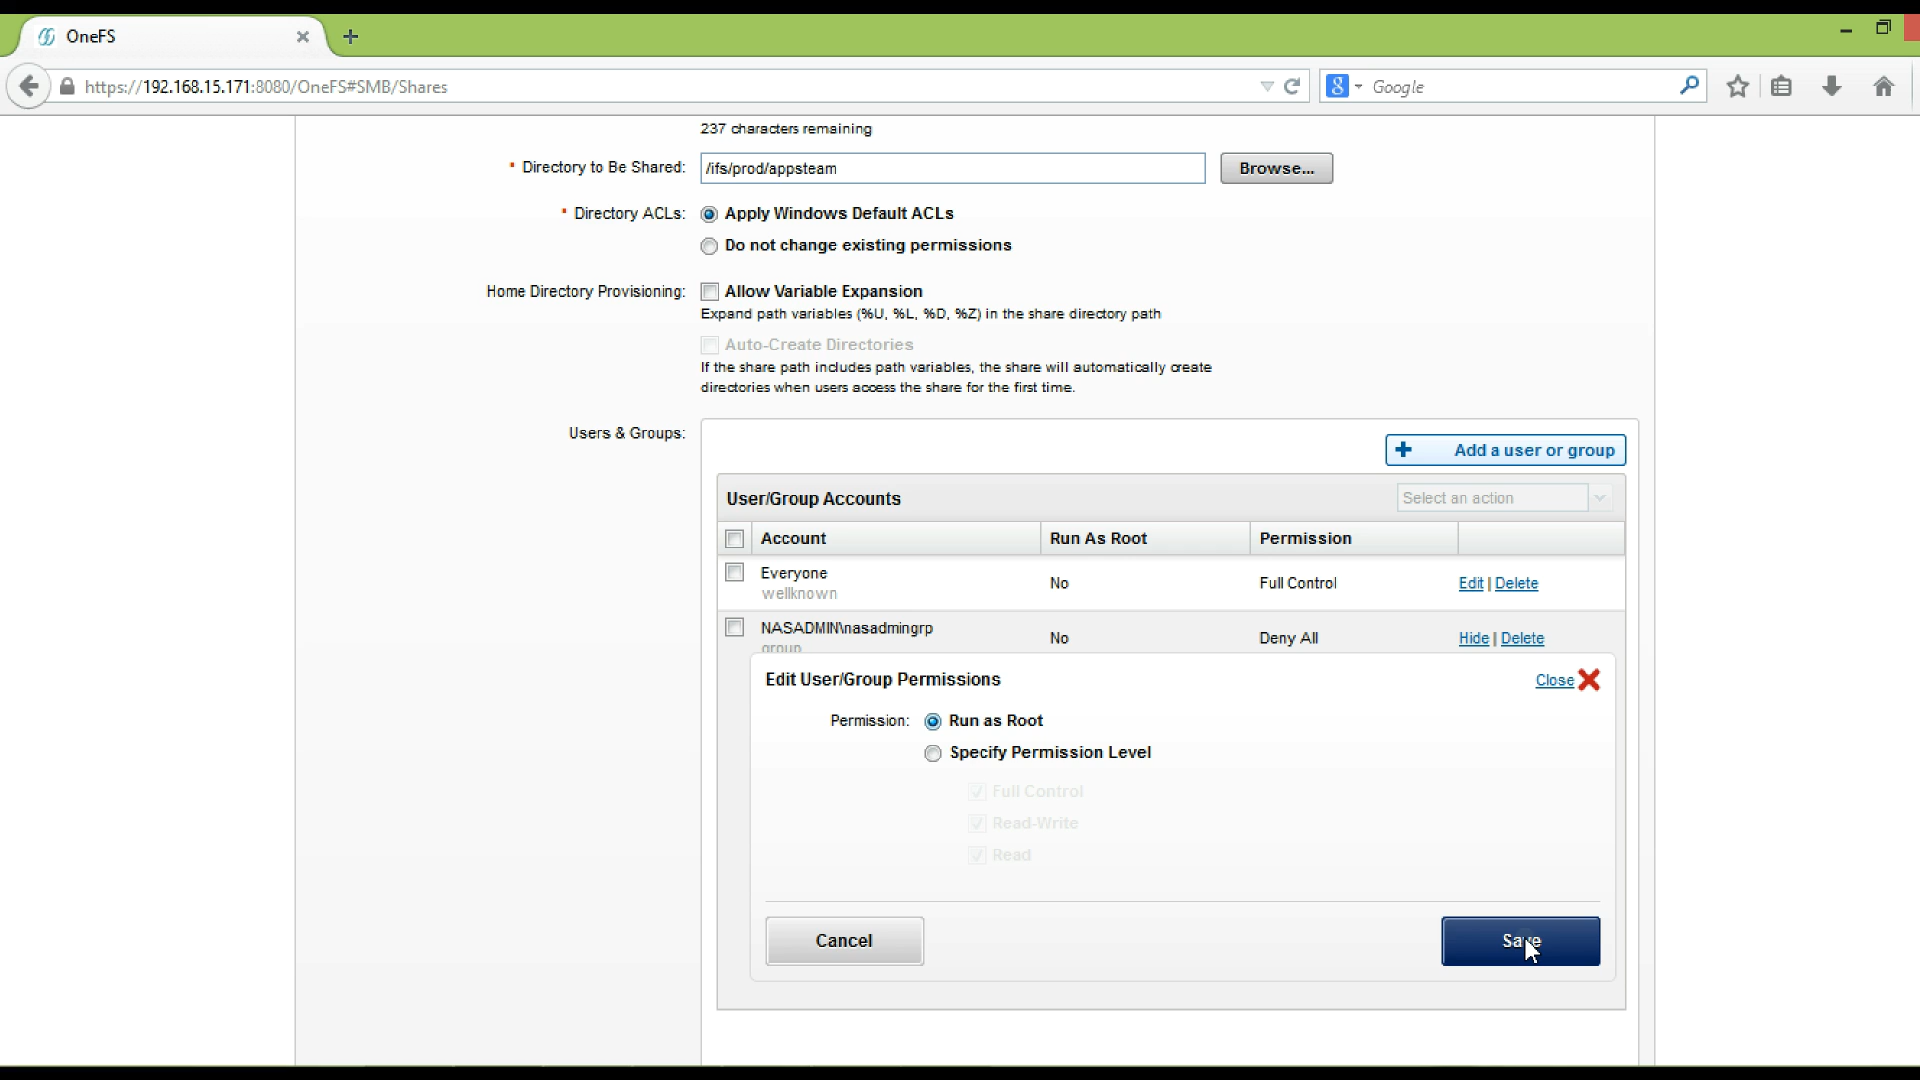 OneFS
https://192.168.15.171:8080/OneFS#SMB/Shares
Google
237 characters remaining
* Directory to Be Shared: /ifs/prod/appsteam Browse...
* Directory ACLs: Apply Windows Default ACLs
Do not change existing permissions
Home Directory Provisioning: Allow Variable Expansion
Expand path variables (%U, %L, %D, %Z) in the share directory path
Auto-Create Directories
If the share path includes path variables, the share will automatically create
directories when users access the share for the first time.
Users & Groups:
Add a user or group
User/Group Accounts Select an action
Account Run As Root Permission
Everyone
wellknown
No Full Control Edit | Delete
NASADMIN\nasadmingrp
group
No Deny All Hide | Delete
Edit User/Group Permissions Close
Permission: Run as Root
Specify Permission Level
Full Control
Read-Write
Read
Cancel Save